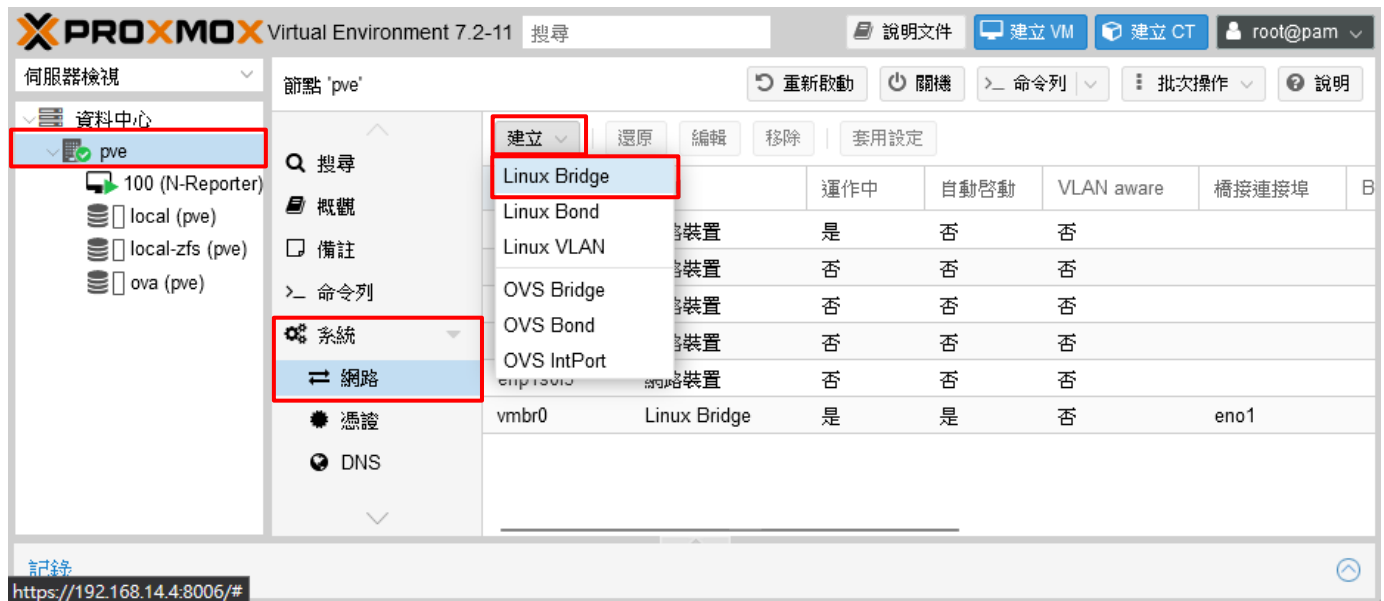 PROXMOX Virtual Environment 7.2-11 搜尋 說明文件 建立 VM 建立 CT root@pam
伺服器檢視
節點 'pve' 重新啟動 關機 >_ 命令列 批次操作 說明
資料中心
pve
100 (N-Reporter)
local (pve)
local-zfs (pve)
ova (pve)
搜尋
概觀
備註
>_ 命令列
系統
網路
憑證
DNS
建立 還原 編輯 移除 套用設定
Linux Bridge
Linux Bond
Linux VLAN
OVS Bridge
OVS Bond
OVS IntPort
運作中 自動啓動 VLAN aware 橋接連接埠 B
裝置 是 否 否
裝置 否 否 否
裝置 否 否 否
裝置 否 否 否
網路裝置 否 否 否
vmbr0 Linux Bridge 是 是 否 eno1
記錄
https://192.168.14.4:8006/#